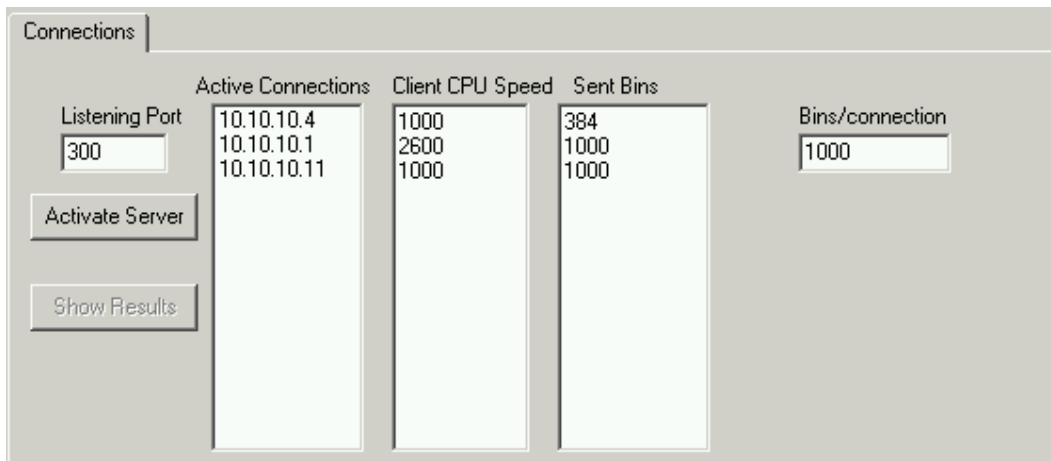 Connections
Active Connections Client CPU Speed Sent Bins
Listening Port Bins/connection
10.10.10.4 1000 384
300 10.10.10.1 2600 1000 1000
10.10.10.11 1000 1000
Activate Server
Show Results